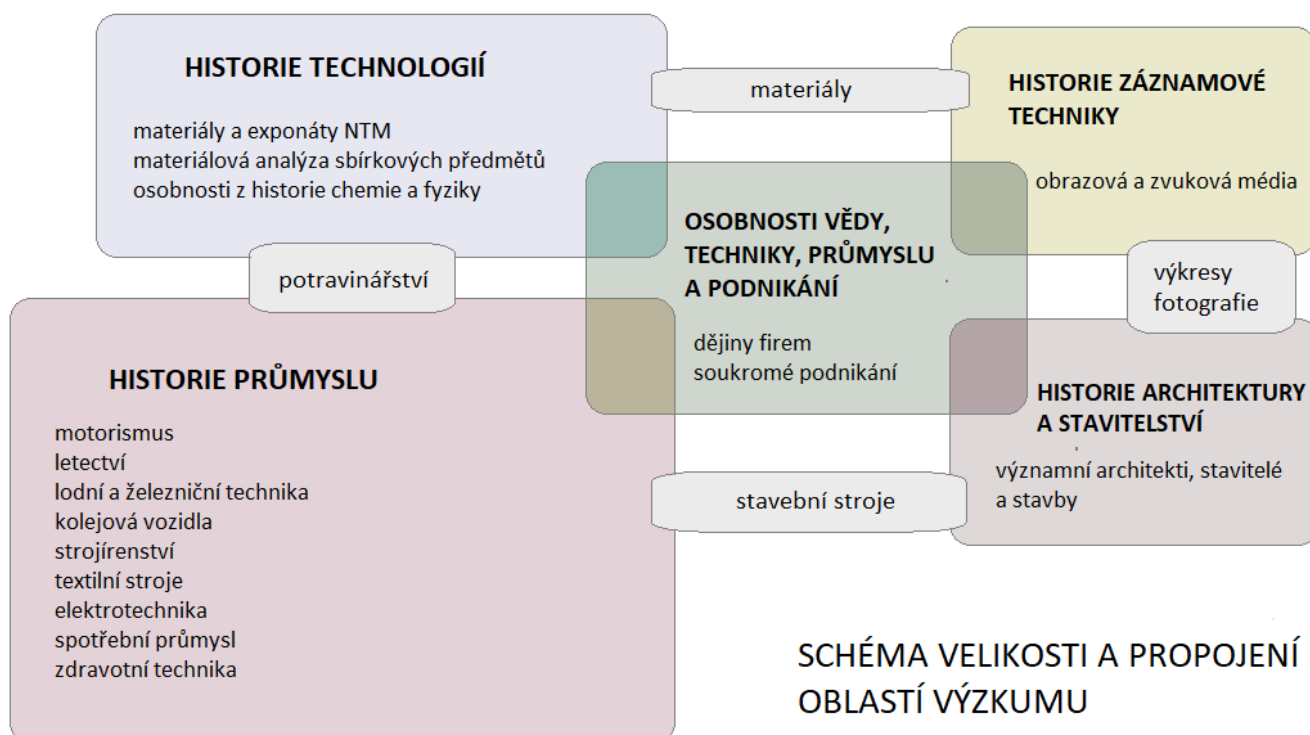 HISTORIE TECHNOLOGIÍ
materiály a exponáty NTM
materiálová analýza sbírkových předmětů
osobnosti z historie chemie a fyziky
materiály
HISTORIE ZÁZNAMOVÉ
TECHNIKY
obrazová a zvuková média
OSOBNOSTI VĚDY,
TECHNIKY, PRŮMYSLU
A PODNIKÁNÍ
dějiny firem
soukromé podnikání
potravinářství
výkresy
fotografie
HISTORIE PRŮMYSLU
motorismus
letectví
lodní a železniční technika
kolejová vozidla
strojírenství
textilní stroje
elektrotechnika
spotřební průmysl
zdravotní technika
stavební stroje
HISTORIE ARCHITEKTURY
A STAVITELSTVÍ
významní architekti, stavitelé
a stavby
SCHÉMA VELIKOSTI A PROPOJENÍ
OBLASTÍ VÝZKUMU